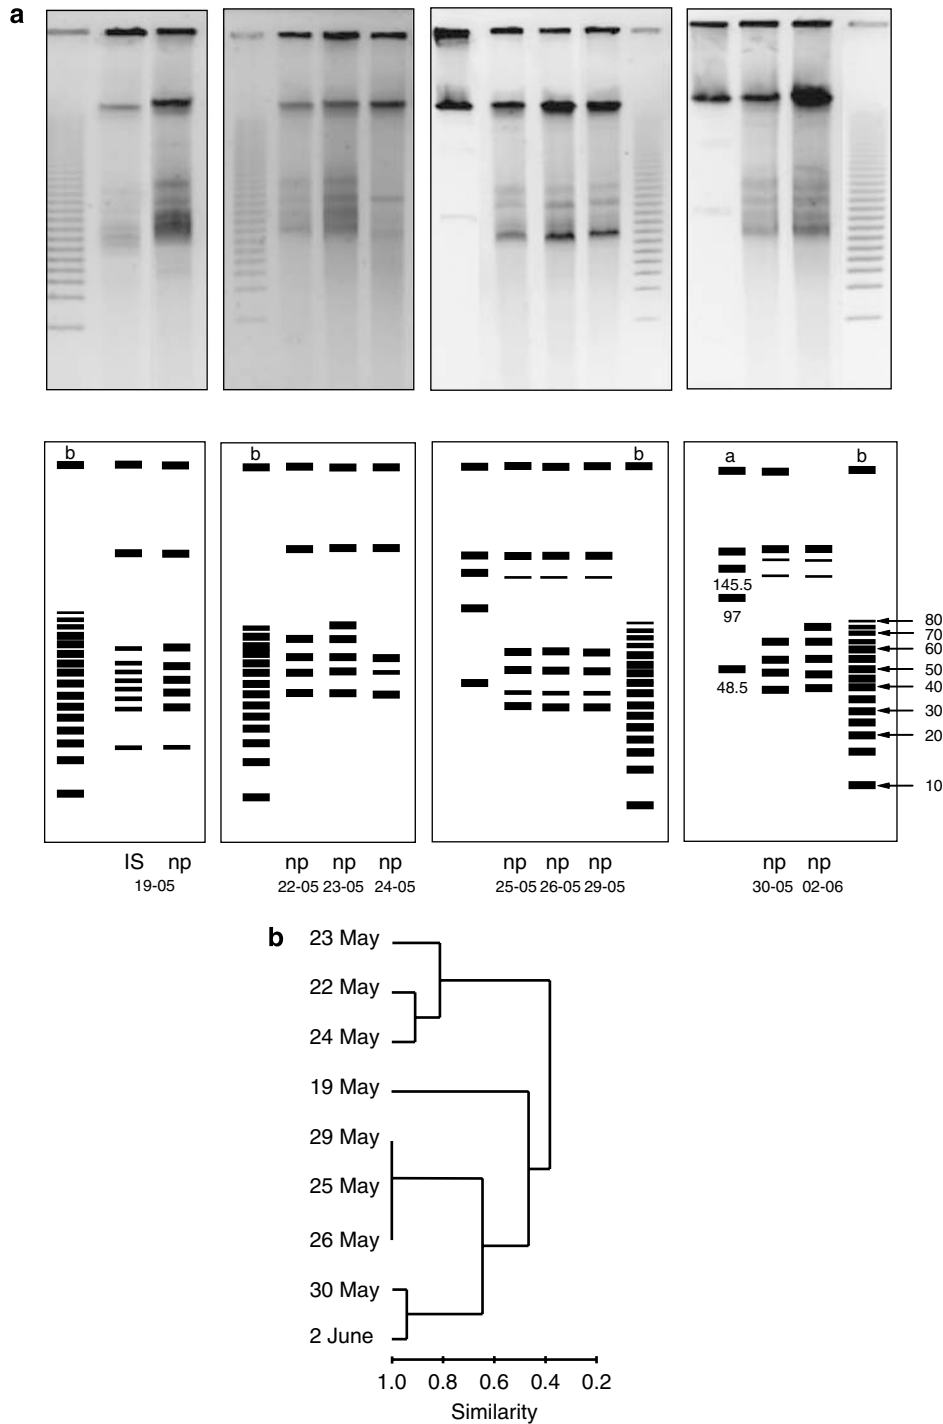 a
b
b
b
a
b
145.5
97
48.5
80
70
60
50
40
30
20
10
IS np
19-05
np np np
22-05 23-05 24-05
np np np
25-05 26-05 29-05
np np
30-05 02-06
b
23 May
22 May
24 May
19 May
29 May
25 May
26 May
30 May
2 June
1.0 0.8 0.6 0.4 0.2
Similarity